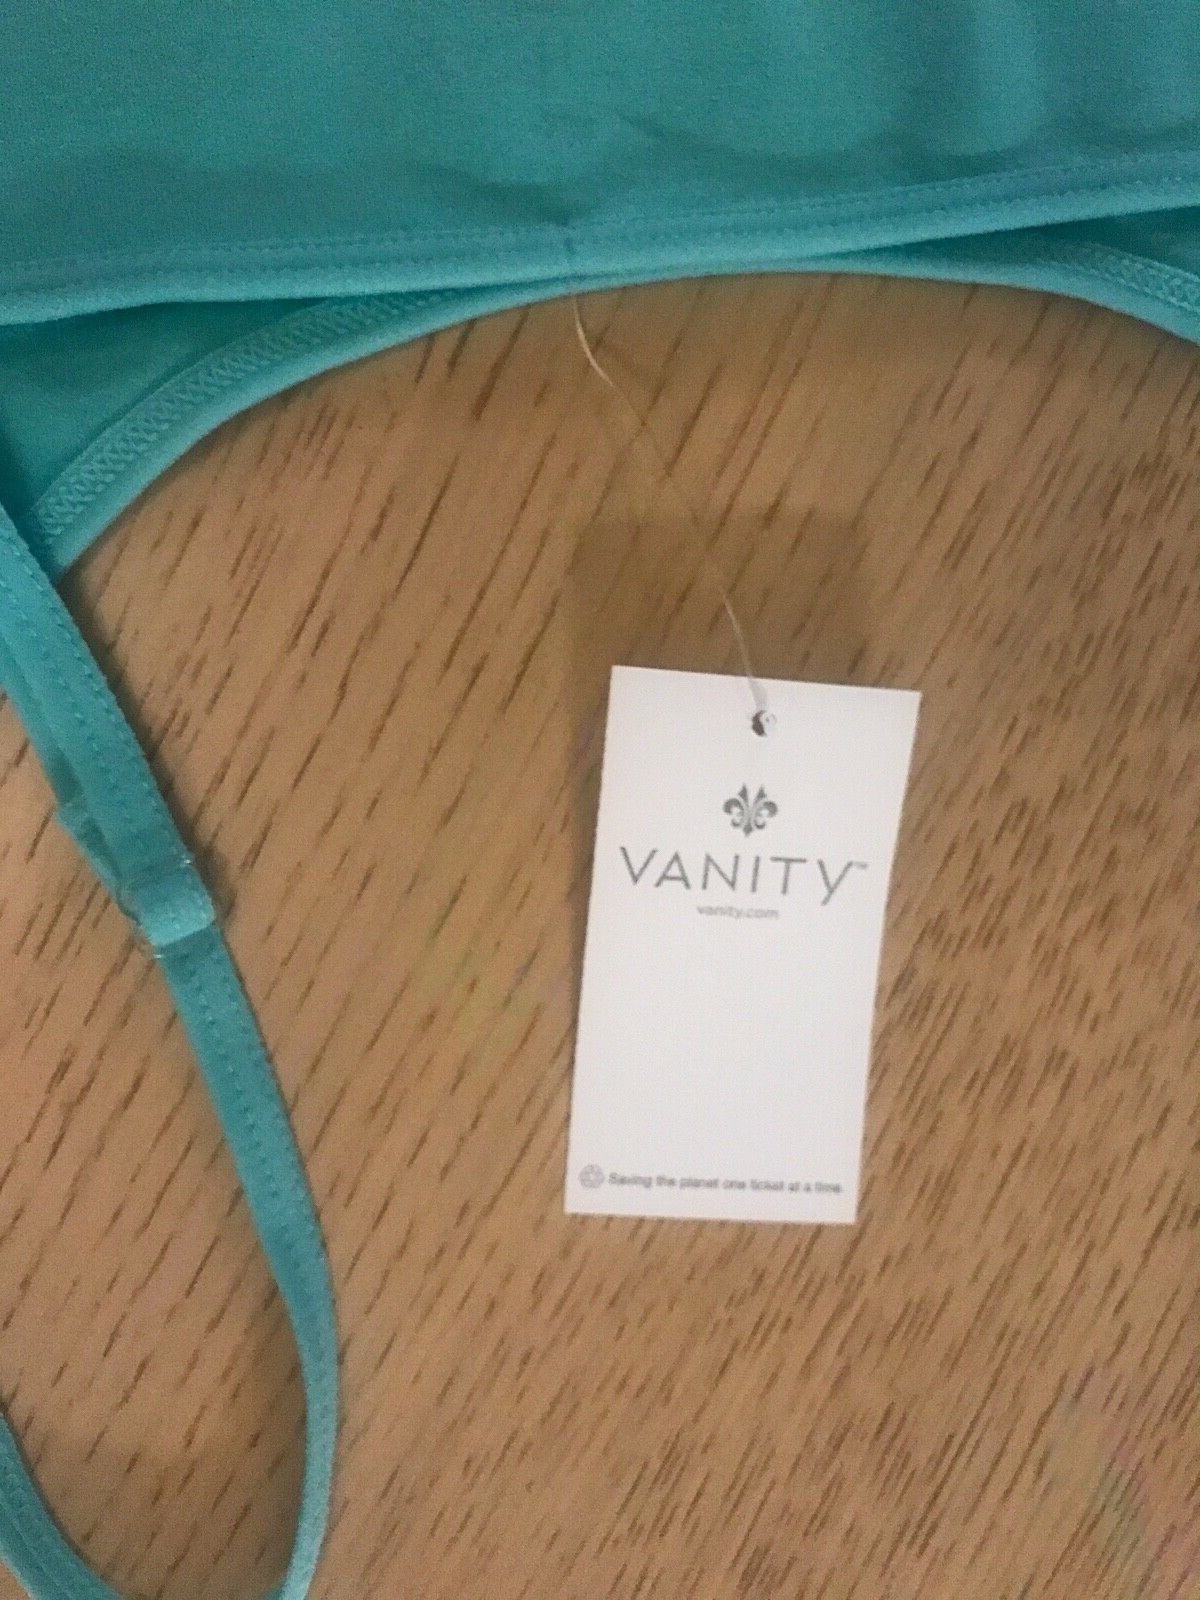 VANITY™
vanity.com
Saving the planet one ticket at a time